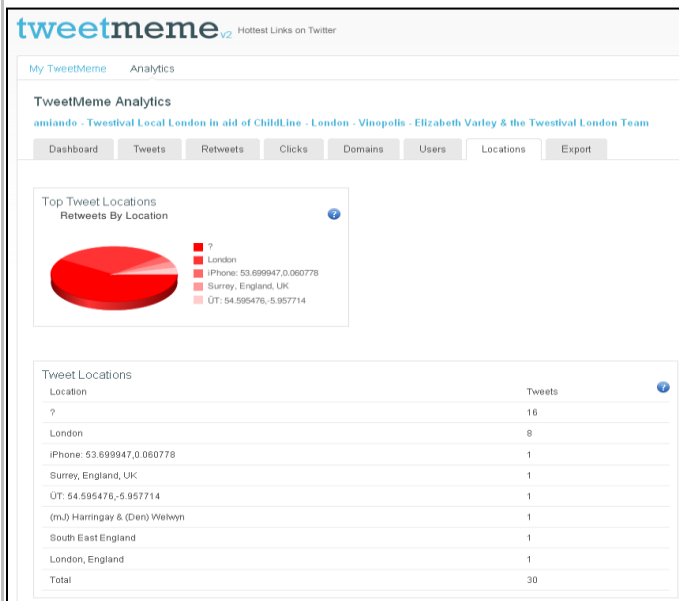 tweetmeme v2 Hottest Links on Twitter
My TweetMeme Analytics
TweetMeme Analytics
amiando - Twestival Local London in aid of ChildLine - London - Vinopolis - Elizabeth Varley & the Twestival London Team
Dashboard Tweets Retweets Clicks Domains Users Locations Export
Top Tweet Locations
Retweets By Location
?
?
London
iPhone: 53.699947,0.060778
Surrey, England, UK
ÜT: 54.595476,-5.957714
Tweet Locations
Location Tweets ?
? 16
London 8
iPhone: 53.699947,0.060778 1
Surrey, England, UK 1
ÜT: 54.595476,-5.957714 1
(mJ) Harringay & (Den) Welwyn 1
South East England 1
London, England 1
Total 30